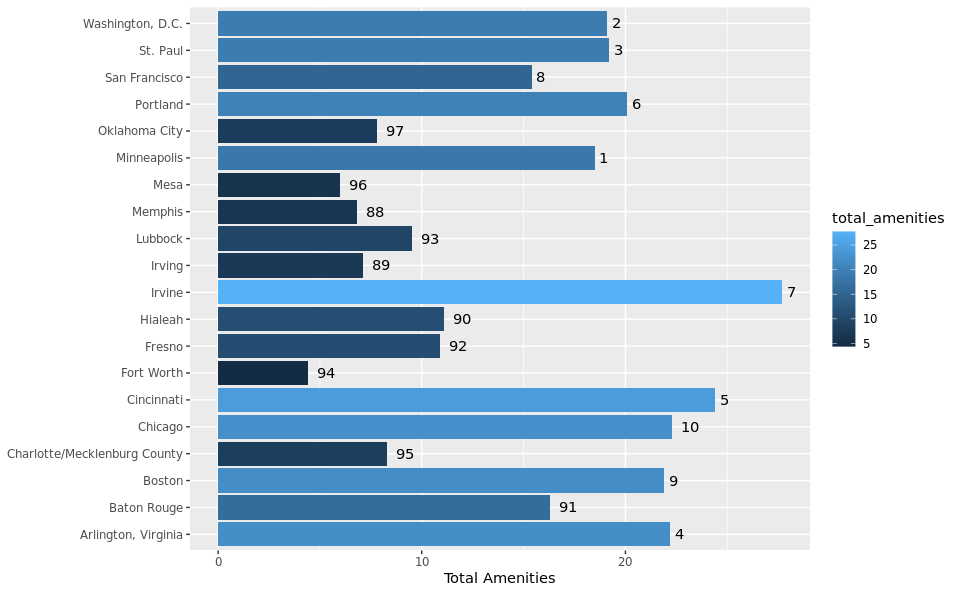 Washington, D.C. 2
St. Paul 3
San Francisco 8
Portland 6
Oklahoma City 97
Minneapolis 1
Mesa 96
Memphis 88
Lubbock 93
Irving 89
Irvine 7
Hialeah 90
Fresno 92
Fort Worth 94
Cincinnati 5
Chicago 10
Charlotte/Mecklenburg County 95
Boston 9
Baton Rouge 91
Arlington, Virginia 4
0 10 20
Total Amenities
total_amenities
25
20
15
10
5